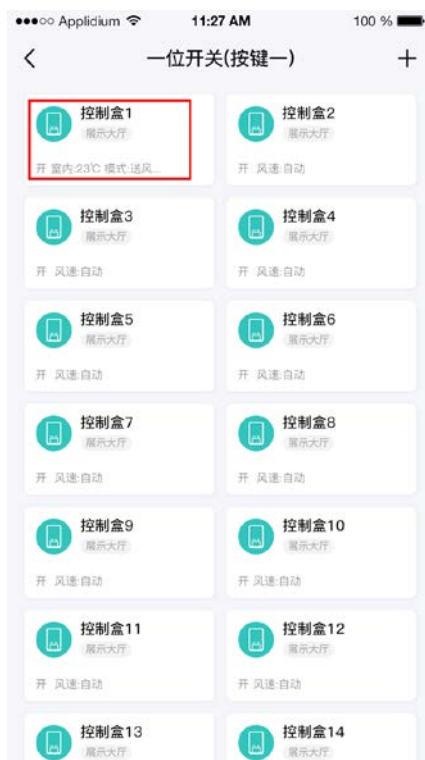 Applidium 11:27 AM 100 %
一位开关(按键一)
控制盒1 控制盒2
展示大厅 展示大厅
开 室内:23℃ 模式:送风... 开 风速:自动
控制盒3 控制盒4
展示大厅 展示大厅
开 风速:自动 开 风速:自动
控制盒5 控制盒6
展示大厅 展示大厅
开 风速:自动 开 风速:自动
控制盒7 控制盒8
展示大厅 展示大厅
开 风速:自动 开 风速:自动
控制盒9 控制盒10
展示大厅 展示大厅
开 风速:自动 开 风速:自动
控制盒11 控制盒12
展示大厅 展示大厅
开 风速:自动 开 风速:自动
控制盒13 控制盒14
展示大厅 展示大厅